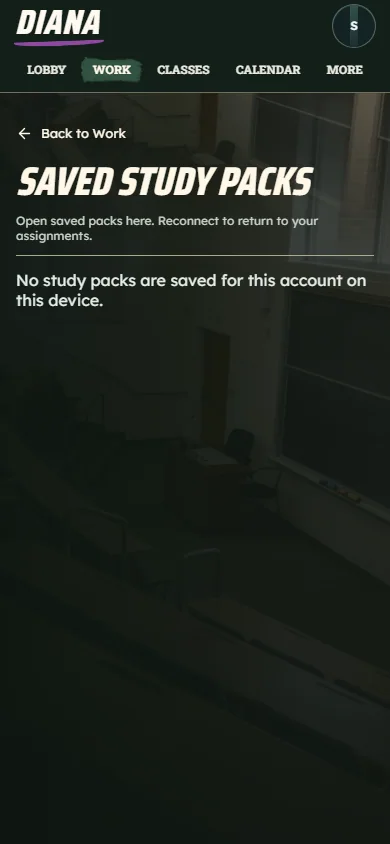 DIANA
S
LOBBY WORK CLASSES CALENDAR MORE
← Back to Work
SAVED STUDY PACKS
Open saved packs here. Reconnect to return to your
assignments.
No study packs are saved for this account on
this device.